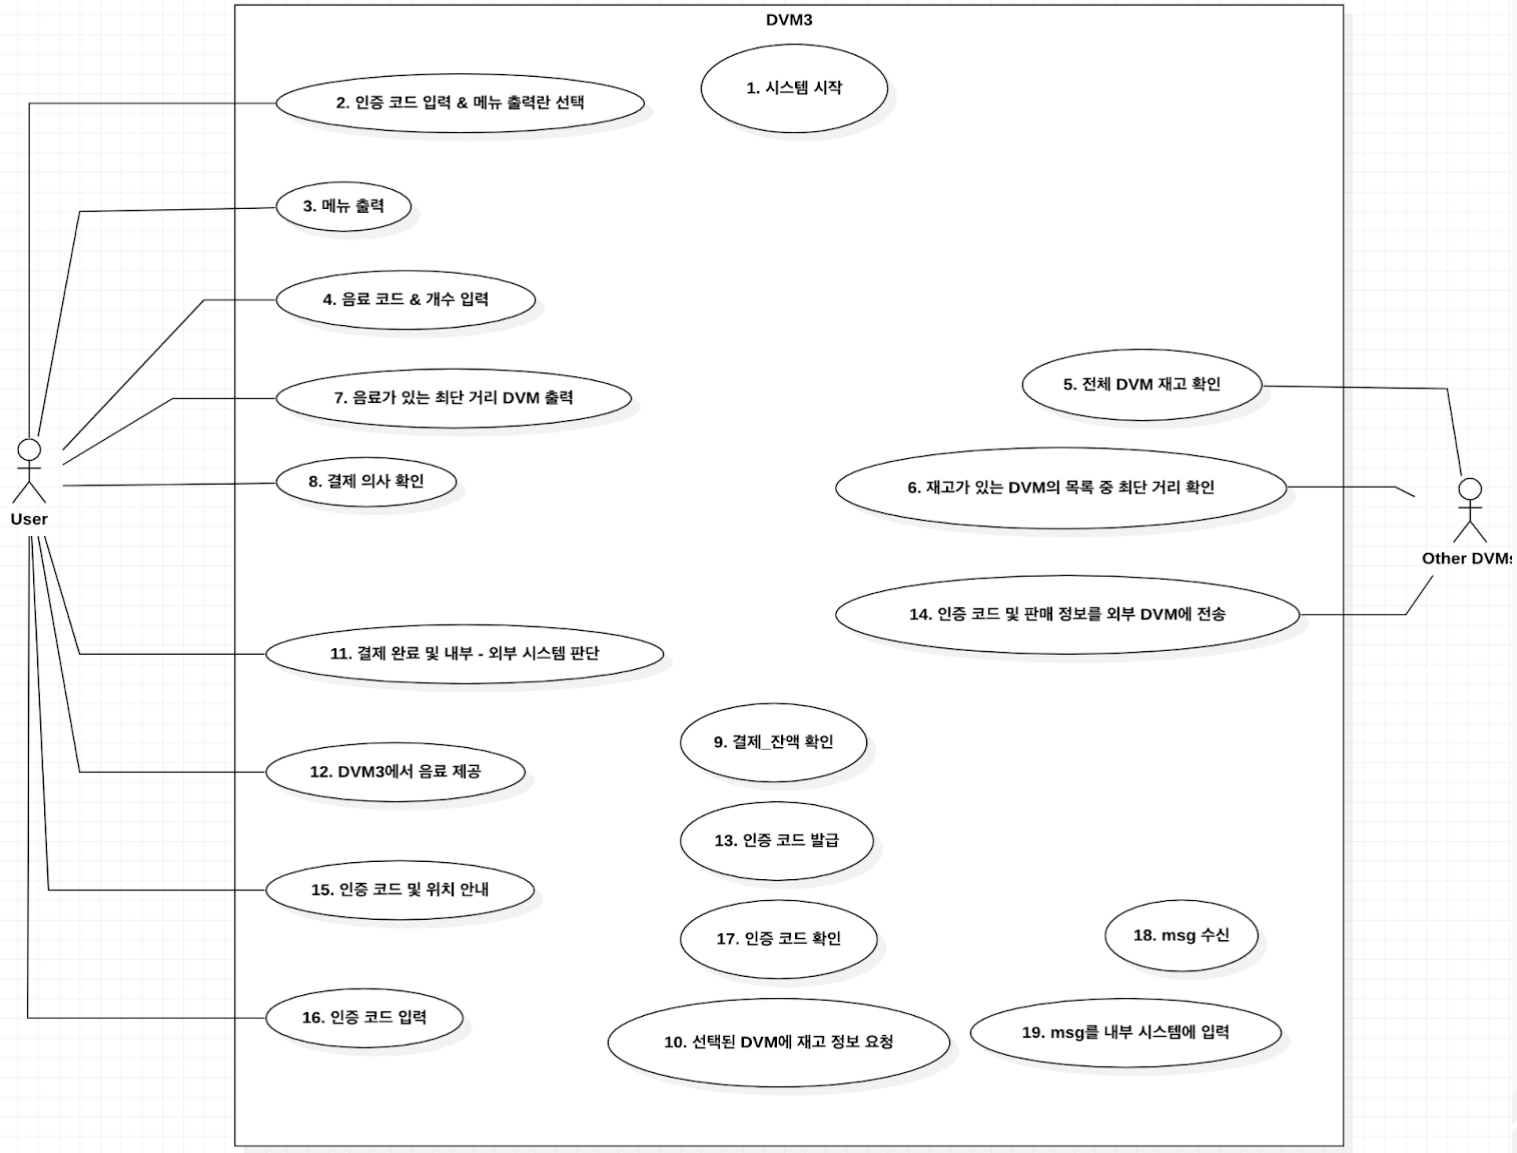 DVM3
1. 시스템 시작
2. 인증 코드 입력 & 메뉴 출력란 선택
3. 메뉴 출력
4. 음료 코드 & 개수 입력
5. 전체 DVM 재고 확인
7. 음료가 있는 최단 거리 DVM 출력
8. 결제 의사 확인
6. 재고가 있는 DVM의 목록 중 최단 거리 확인
User
Other DVMs
14. 인증 코드 및 판매 정보를 외부 DVM에 전송
11. 결제 완료 및 내부 - 외부 시스템 판단
9. 결제_잔액 확인
12. DVM3에서 음료 제공
13. 인증 코드 발급
15. 인증 코드 및 위치 안내
17. 인증 코드 확인
18. msg 수신
16. 인증 코드 입력
10. 선택된 DVM에 재고 정보 요청
19. msg를 내부 시스템에 입력